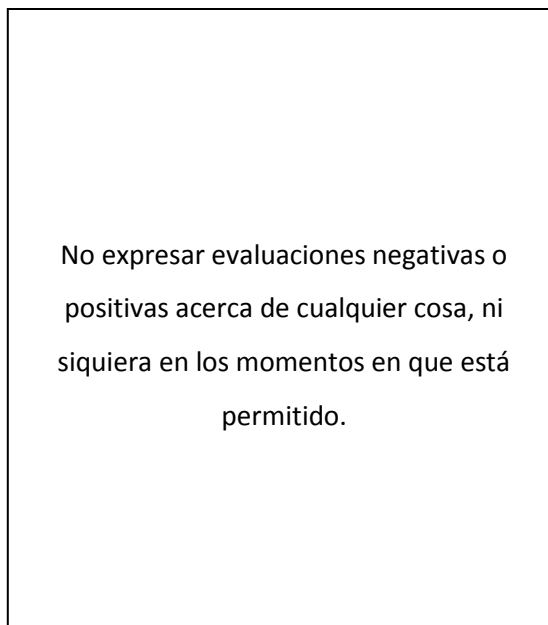 No expresar evaluaciones negativas o
positivas acerca de cualquier cosa, ni
siquiera en los momentos en que está
permitido.